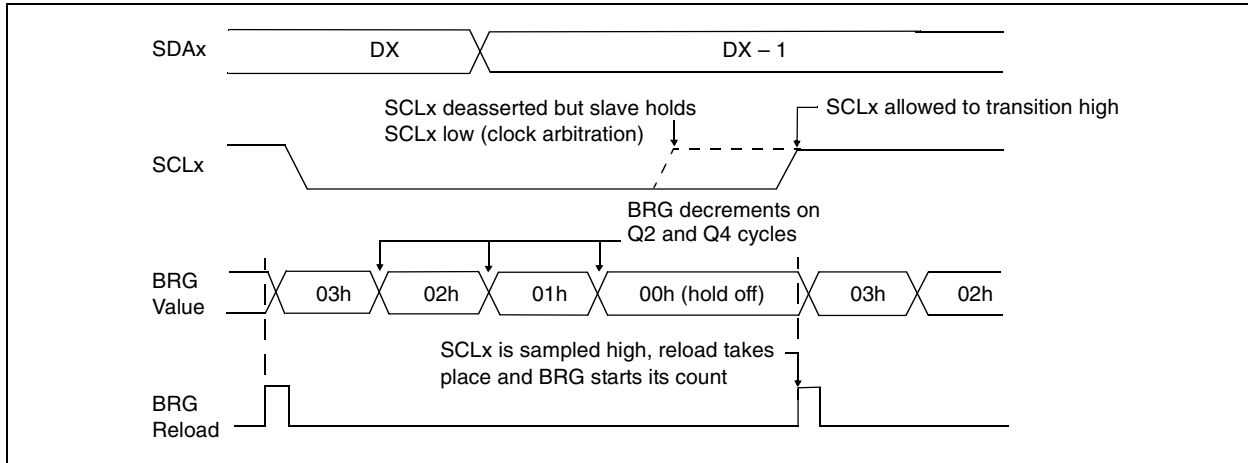 SDAx
DX
DX – 1
SCLx deasserted but slave holds
SCLx low (clock arbitration)
SCLx allowed to transition high
SCLx
BRG decrements on
Q2 and Q4 cycles
BRG
Value
03h
02h
01h
00h (hold off)
03h
02h
SCLx is sampled high, reload takes
place and BRG starts its count
BRG
Reload